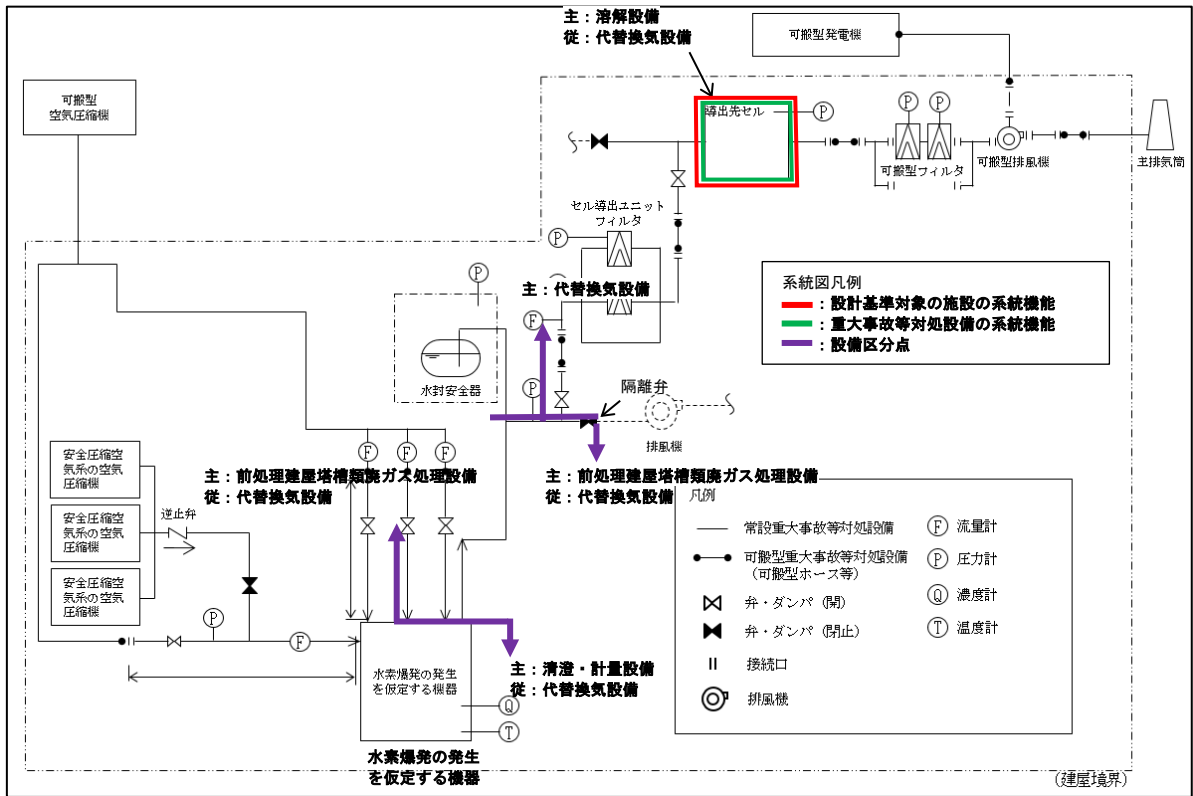 主：溶解設備
従：代替換気設備
可搬型発電機
可搬型
空気圧縮機
導出先セル
P
P
P
可搬型フィルタ
可搬型排風機
主排気筒
セル導出ユニット
フィルタ
P
P
主：代替換気設備
F
系統図凡例
：設計基準対象の施設の系統機能
：重大事故等対処設備の系統機能
：設備区分点
水封安全器
P
隔離弁
排風機
安全圧縮空
気系の空気
圧縮機
安全圧縮空
気系の空気
圧縮機
安全圧縮空
気系の空気
圧縮機
逆止弁
F
F
F
主：前処理建屋塔槽類廃ガス処理設備
従：代替換気設備
主：前処理建屋塔槽類廃ガス処理設備
従：代替換気設備
凡例
常設重大事故等対処設備
可搬型重大事故等対処設備
（可搬型ホース等）
弁・ダンパ（開）
弁・ダンパ（閉止）
接続口
排風機
F 流量計
P 圧力計
Q 濃度計
T 温度計
P
F
水素爆発の発生
を仮定する機器
主：清澄・計量設備
従：代替換気設備
Q
T
水素爆発の発生
を仮定する機器
（建屋境界）